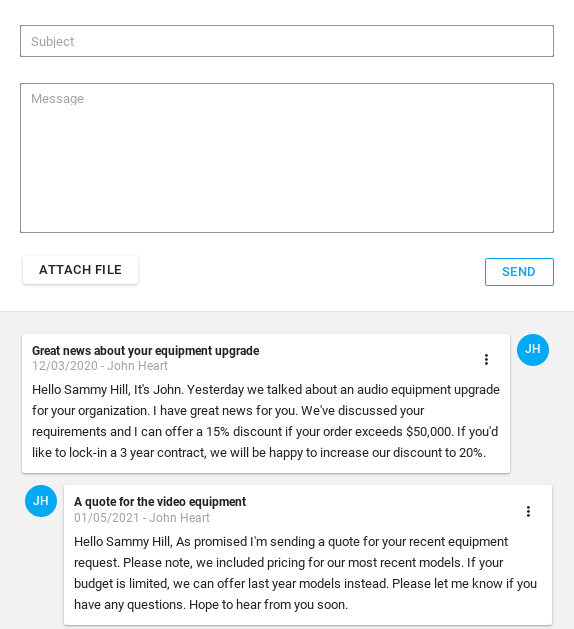 Subject
Message
ATTACH FILE
SEND
Great news about your equipment upgrade
12/03/2020 - John Heart
JH
Hello Sammy Hill, It's John. Yesterday we talked about an audio equipment upgrade
for your organization. I have great news for you. We've discussed your
requirements and I can offer a 15% discount if your order exceeds $50,000. If you'd
like to lock-in a 3 year contract, we will be happy to increase our discount to 20%.
JH
A quote for the video equipment
01/05/2021 - John Heart
Hello Sammy Hill, As promised I'm sending a quote for your recent equipment
request. Please note, we included pricing for our most recent models. If your
budget is limited, we can offer last year models instead. Please let me know if you
have any questions. Hope to hear from you soon.